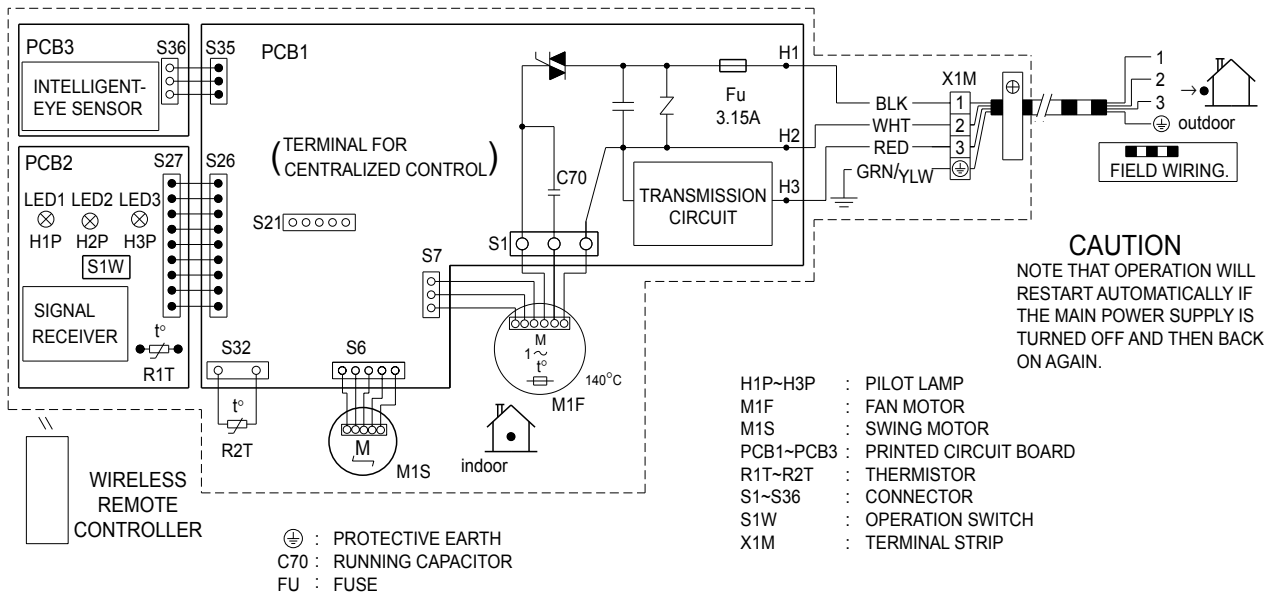 PCB3
S36
S35
INTELLIGENT-
EYE SENSOR
PCB1
H1
Fu
3.15A
H2
H3
X1M
BLK
1
WHT
2
RED
3
GRN/YLW
1
2
3
outdoor
FIELD WIRING.
PCB2
S27
S26
LED1 LED2 LED3
H1P H2P H3P
S1W
SIGNAL
RECEIVER
t°
R1T
(TERMINAL FOR
CENTRALIZED CONTROL)
S21
C70
TRANSMISSION
CIRCUIT
S1
S7
S32
t°
R2T
S6
M
M1S
M
1~
t°
140°C
M1F
indoor
WIRELESS
REMOTE
CONTROLLER
CAUTION
NOTE THAT OPERATION WILL
RESTART AUTOMATICALLY IF
THE MAIN POWER SUPPLY IS
TURNED OFF AND THEN BACK
ON AGAIN.
H1P~H3P : PILOT LAMP
M1F : FAN MOTOR
M1S : SWING MOTOR
PCB1~PCB3 : PRINTED CIRCUIT BOARD
R1T~R2T : THERMISTOR
S1~S36 : CONNECTOR
S1W : OPERATION SWITCH
X1M : TERMINAL STRIP
: PROTECTIVE EARTH
C70 : RUNNING CAPACITOR
FU : FUSE